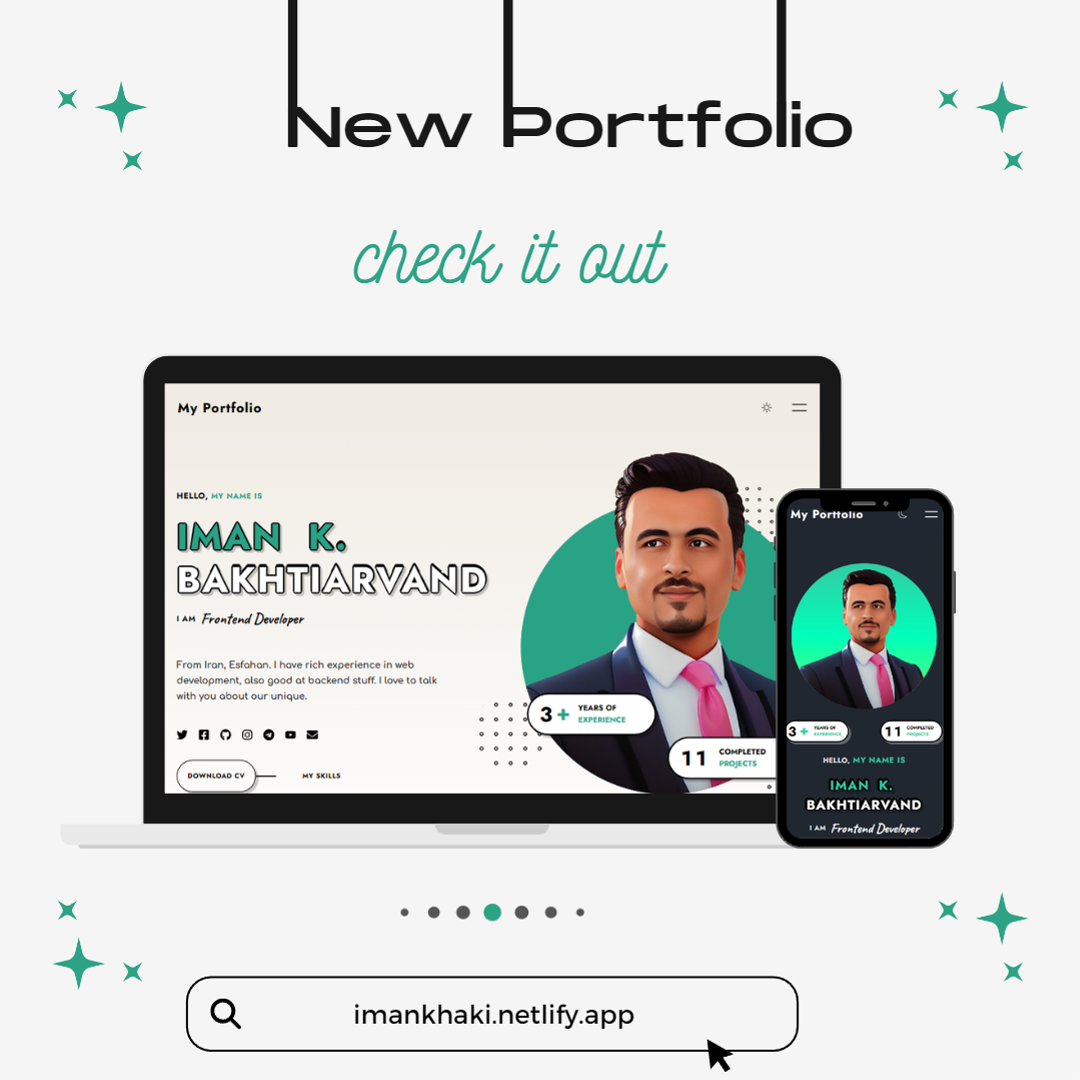 New Portfolio
check it out
My Portfolio
HELLO, MY NAME IS
IMAN K.
BAKHTIARVAND
I AM Frontend Developer
From Iran, Esfahan. I have rich experience in web
development, also good at backend stuff. I love to talk
with you about our unique.
3+ YEARS OF
EXPERIENCE
11 COMPLETED
PROJECTS
DOWNLOAD CV
MY SKILLS
My Portfolio
3+ YEARS OF
EXPERIENCE
11 COMPLETED
PROJECTS
HELLO, MY NAME IS
IMAN K.
BAKHTIARVAND
I AM Frontend Developer
imankhaki.netlify.app